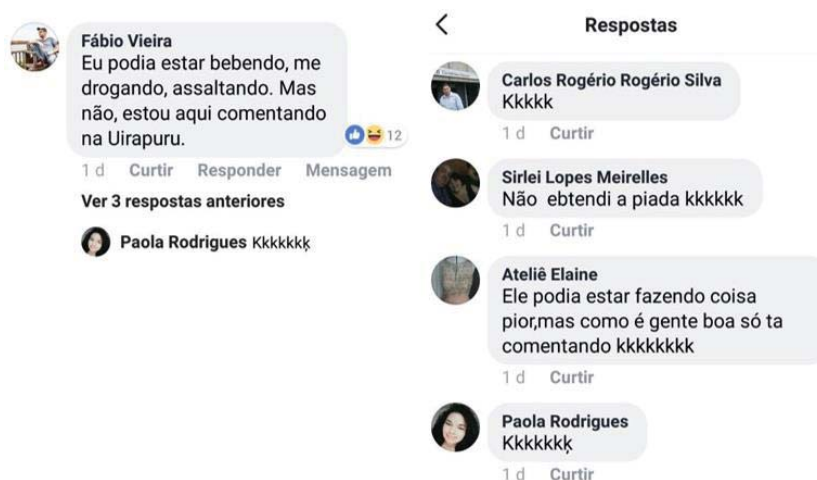 Fábio Vieira
Eu podia estar bebendo, me
drogando, assaltando. Mas
não, estou aqui comentando
na Uirapuru.
12
1 d Curtir Responder Mensagem
Ver 3 respostas anteriores
Paola Rodrigues Kkkkkkķ
Respostas
Carlos Rogério Rogério Silva
Kkkkk
1 d Curtir
Sirlei Lopes Meirelles
Não ebtendi a piada kkkkkk
1 d Curtir
Ateliê Elaine
Ele podia estar fazendo coisa
pior,mas como é gente boa só ta
comentando kkkkkkkk
1 d Curtir
Paola Rodrigues
Kkkkkkķ
1 d Curtir